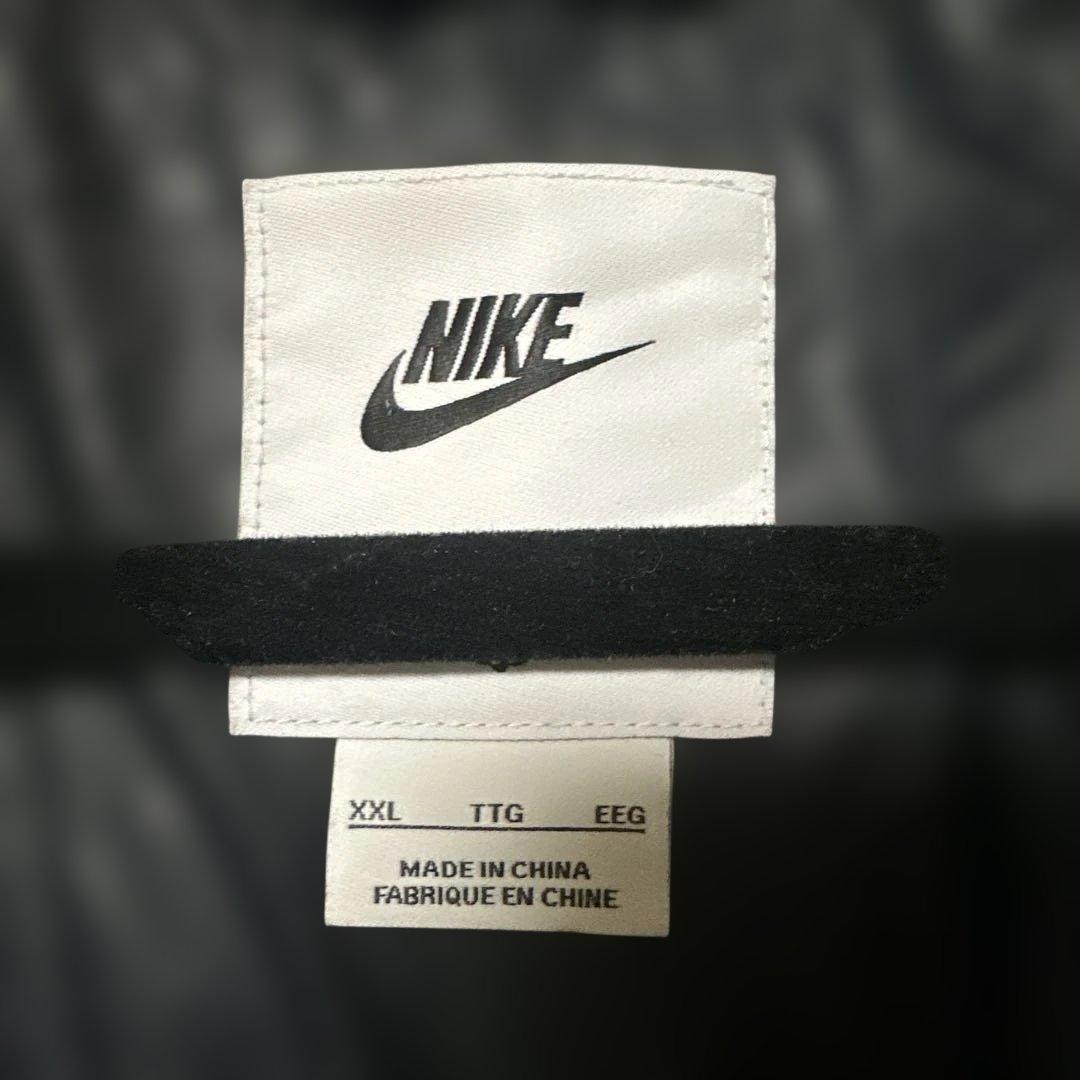 NIKE
XXL TTG EEG
MADE IN CHINA
FABRIQUE EN CHINE